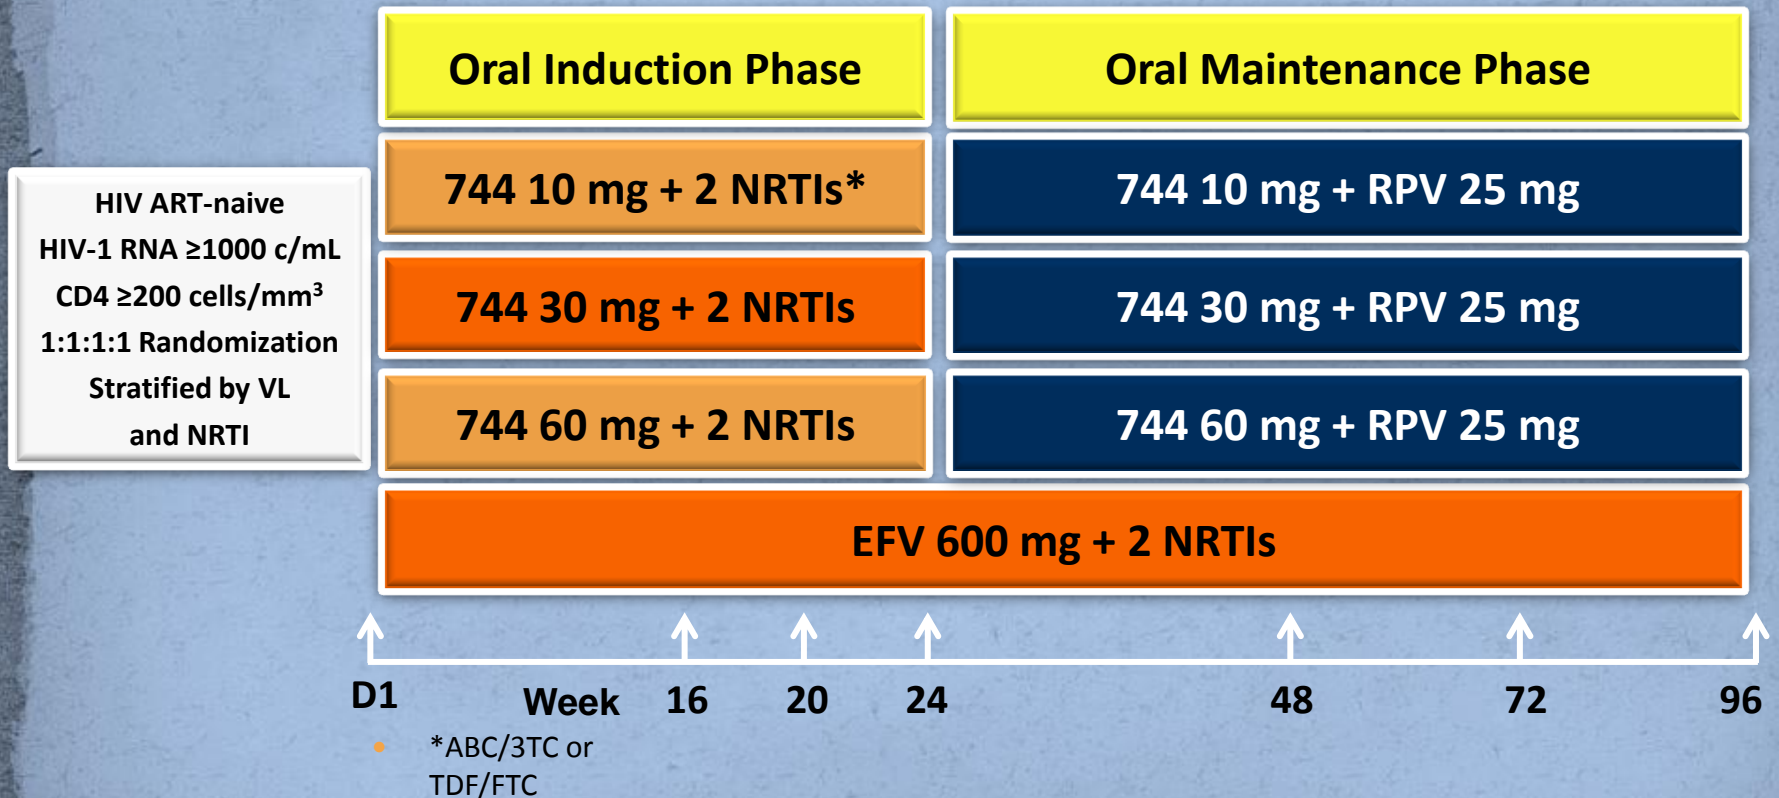 Oral Induction Phase
Oral Maintenance Phase
HIV ART-naive
HIV-1 RNA ≥1000 c/mL
CD4 ≥200 cells/mm³
1:1:1:1 Randomization
Stratified by VL
and NRTI
744 10 mg + 2 NRTIs*
744 10 mg + RPV 25 mg
744 30 mg + 2 NRTIs
744 30 mg + RPV 25 mg
744 60 mg + 2 NRTIs
744 60 mg + RPV 25 mg
EFV 600 mg + 2 NRTIs
D1 Week 16 20 24 48 72 96
• *ABC/3TC or
TDF/FTC